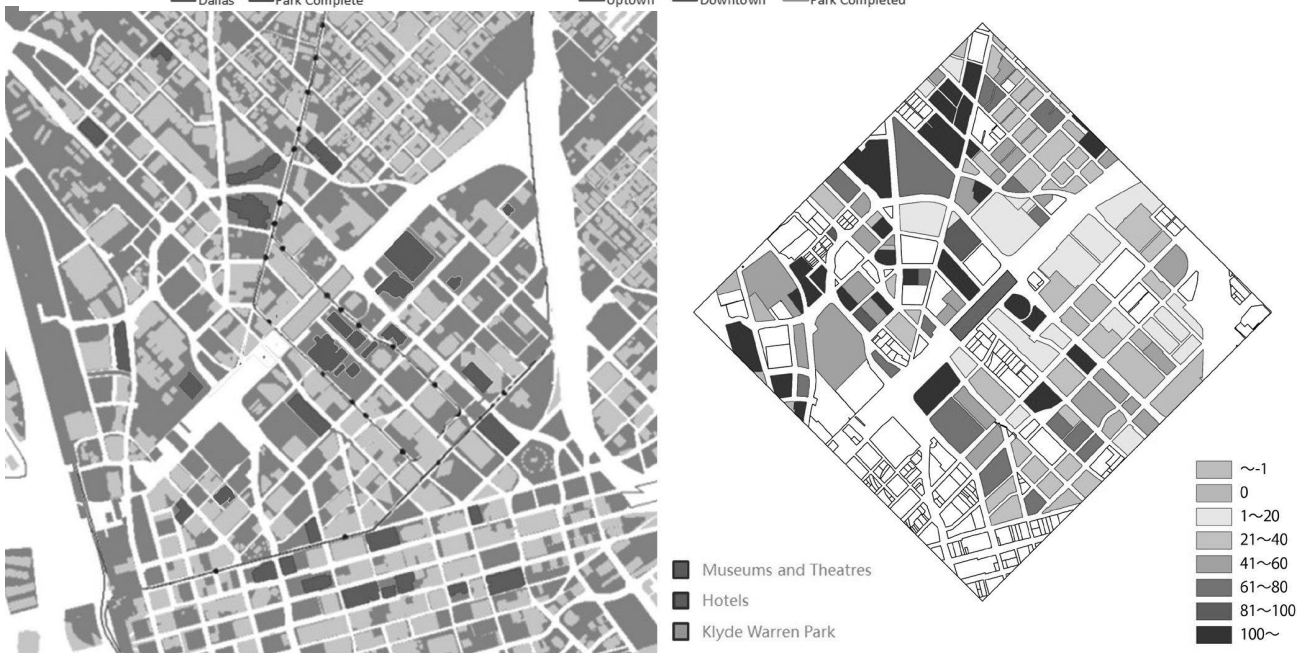 Dallas Park Complete Uptown Downtown Park Completed
～-1
0
1～20
21～40
41～60
61～80
81～100
100～
Museums and Theatres
Hotels
Klyde Warren Park